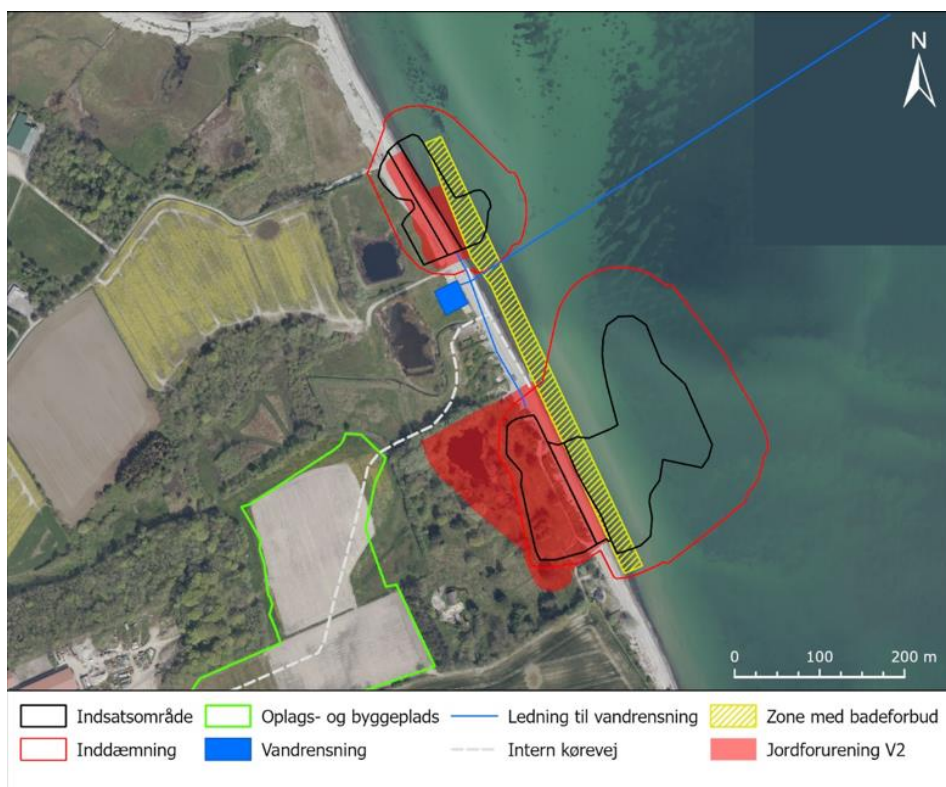 N
0 100 200 m
Indsatsområde
Oplags- og byggeplads
Ledning til vandrensning
Zone med badeforbud
Inddæmning
Vandrensning
Intern kørevej
Jordforurening V2